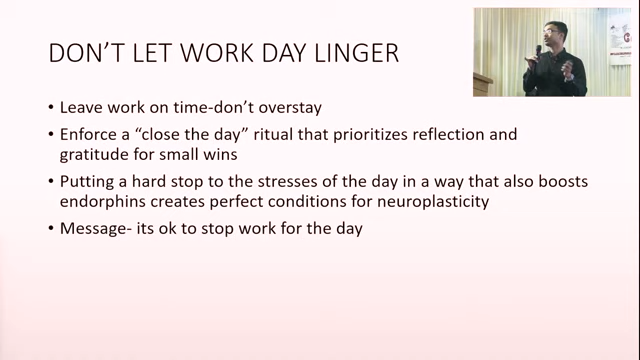 DON'T LET WORK DAY LINGER
• Leave work on time-don't overstay
• Enforce a "close the day" ritual that prioritizes reflection and
gratitude for small wins
• Putting a hard stop to the stresses of the day in a way that also boosts
endorphins creates perfect conditions for neuroplasticity
• Message- its ok to stop work for the day